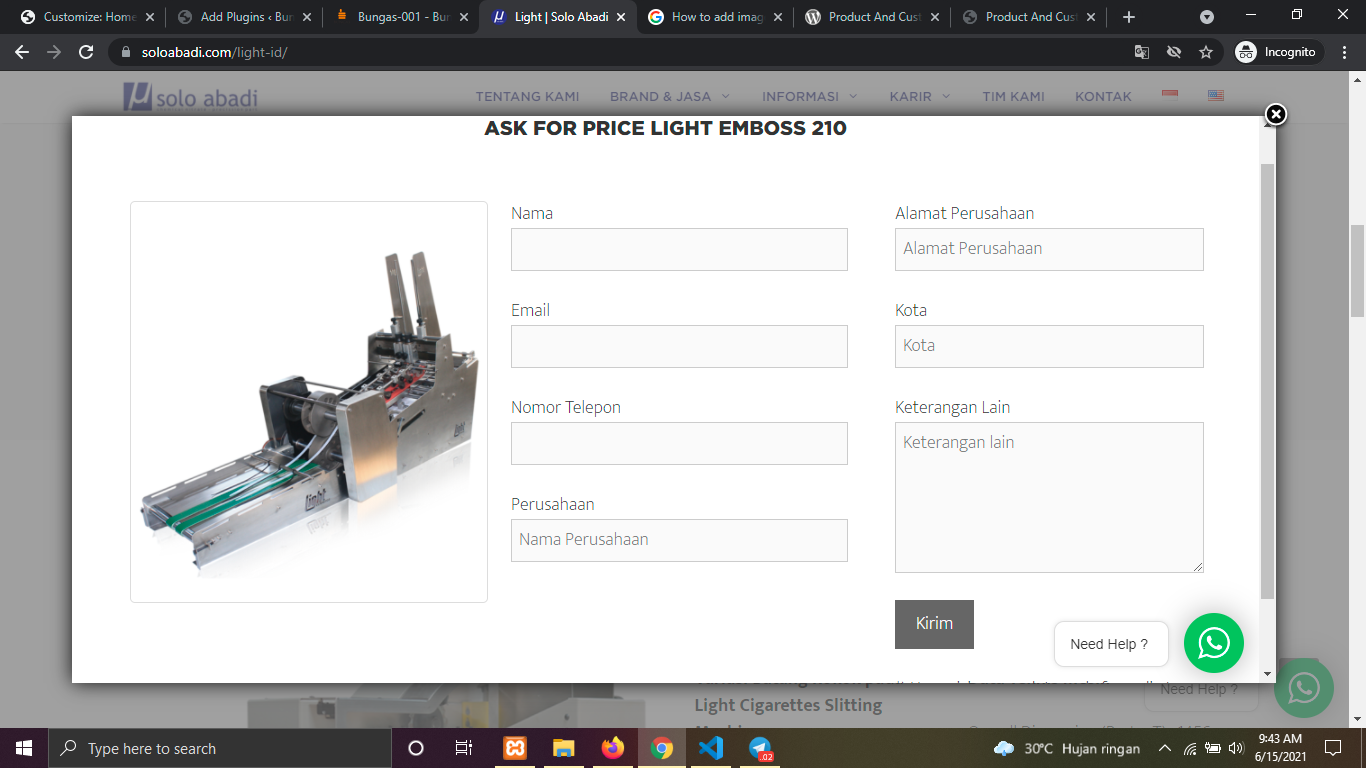 Customize: Home
Add Plugins ‹ Bun
Bungas-001 - Bur
Light | Solo Abadi
How to add imag
Product And Cust
Product And Cust
soloabadi.com/light-id/
Incognito
solo abadi
TENTANG KAMI
BRAND & JASA
INFORMASI
KARIR
TIM KAMI
KONTAK
ASK FOR PRICE LIGHT EMBOSS 210
Nama
Alamat Perusahaan
Alamat Perusahaan
Email
Kota
Kota
Nomor Telepon
Keterangan Lain
Keterangan lain
Perusahaan
Nama Perusahaan
Light
Light
Kirim
Need Help ?
Need Help ?
Light Cigarettes Slitting
Type here to search
.02
30°C Hujan ringan
9:43 AM
6/15/2021